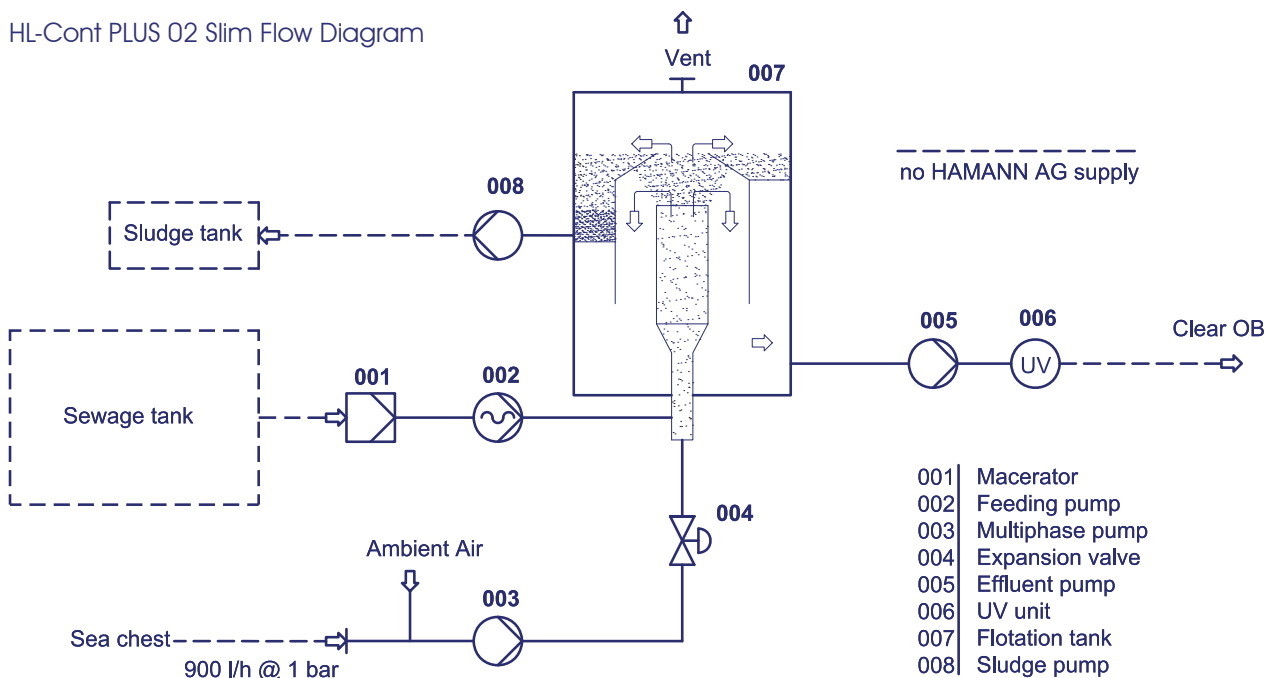 HL-Cont PLUS 02 Slim Flow Diagram
Vent
007
no HAMANN AG supply
008
Sludge tank
005
006
Clear OB
UV
001
002
Sewage tank
004
Ambient Air
003
Sea chest
900 l/h @ 1 bar
001 Macerator
002 Feeding pump
003 Multiphase pump
004 Expansion valve
005 Effluent pump
006 UV unit
007 Flotation tank
008 Sludge pump